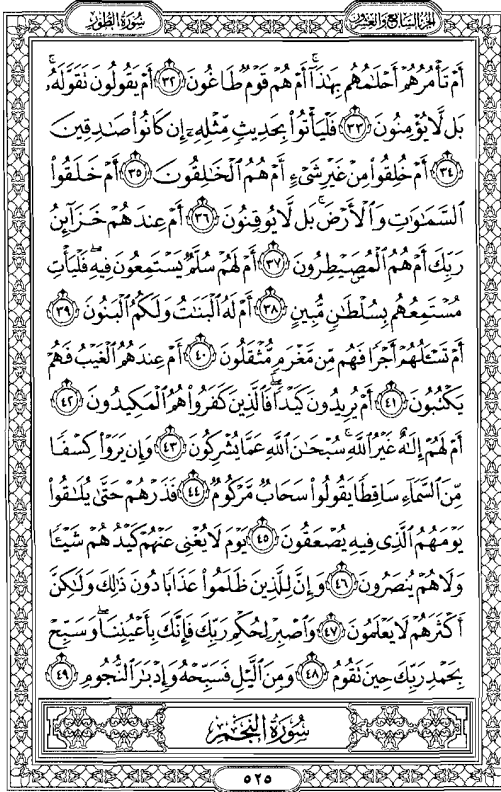 الجزء السابع والعشرون
سورة الطور
أَمْ تَأْمُرُهُمْ أَحْلَـٰمُهُم بِهَـٰذَآ ۚ أَمْ هُمْ قَوْمٌ طَاغُونَ ٣٢ أَمْ يَقُولُونَ تَقَوَّلَهُۥ ۚ
بَل لَّا يُؤْمِنُونَ ٣٣ فَلْيَأْتُوا۟ بِحَدِيثٍ مِّثْلِهِۦٓ إِن كَانُوا۟ صَـٰدِقِينَ
٣٤ أَمْ خُلِقُوا۟ مِنْ غَيْرِ شَىْءٍ أَمْ هُمُ ٱلْخَـٰلِقُونَ ٣٥ أَمْ خَلَقُوا۟
ٱلسَّمَـٰوَٰتِ وَٱلْأَرْضَ ۚ بَل لَّا يُوقِنُونَ ٣٦ أَمْ عِندَهُمْ خَزَآئِنُ
رَبِّكَ أَمْ هُمُ ٱلْمُصَۣيْطِرُونَ ٣٧ أَمْ لَهُمْ سُلَّمٌ يَسْتَمِعُونَ فِيهِ ۖ فَلْيَأْتِ
مُسْتَمِعُهُم بِسُلْطَـٰنٍ مُّبِينٍ ٣٨ أَمْ لَهُ ٱلْبَنَـٰتُ وَلَكُمُ ٱلْبَنُونَ ٣٩
أَمْ تَسْـَٔلُهُمْ أَجْرًا فَهُم مِّن مَّغْرَمٍ مُّثْقَلُونَ ٤٠ أَمْ عِندَهُمُ ٱلْغَيْبُ فَهُمْ
يَكْتُبُونَ ٤١ أَمْ يُرِيدُونَ كَيْدًا ۖ فَٱلَّذِينَ كَفَرُوا۟ هُمُ ٱلْمَكِيدُونَ ٤٢
أَمْ لَهُمْ إِلَـٰهٌ غَيْرُ ٱللَّهِ ۚ سُبْحَـٰنَ ٱللَّهِ عَمَّا يُشْرِكُونَ ٤٣ وَإِن يَرَوْا۟ كِسْفًا
مِّنَ ٱلسَّمَآءِ سَاقِطًا يَقُولُوا۟ سَحَابٌ مَّرْكُومٌ ٤٤ فَذَرْهُمْ حَتَّىٰ يُلَـٰقُوا۟
يَوْمَهُمُ ٱلَّذِى فِيهِ يُصْعَقُونَ ٤٥ يَوْمَ لَا يُغْنِى عَنْهُمْ كَيْدُهُمْ شَيْـًٔا
وَلَا هُمْ يُنصَرُونَ ٤٦ وَإِنَّ لِلَّذِينَ ظَلَمُوا۟ عَذَابًا دُونَ ذَٰلِكَ وَلَـٰكِنَّ
أَكْثَرَهُمْ لَا يَعْلَمُونَ ٤٧ وَٱصْبِرْ لِحُكْمِ رَبِّكَ فَإِنَّكَ بِأَعْيُنِنَا ۖ وَسَبِّحْ
بِحَمْدِ رَبِّكَ حِينَ تَقُومُ ٤٨ وَمِنَ ٱلَّيْلِ فَسَبِّحْهُ وَإِدْبَـٰرَ ٱلنُّجُومِ ٤٩
سُورَةُ النَّجْمِ
٥٢٥